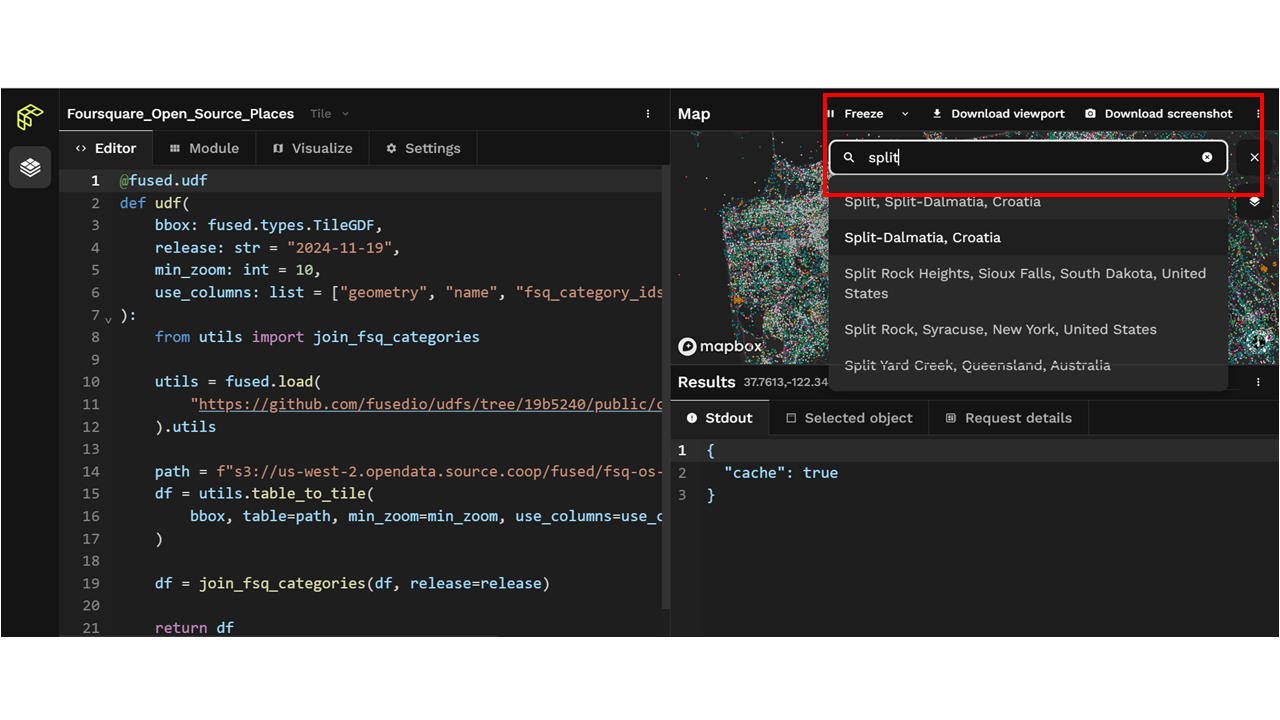 Foursquare_Open_Source_Places Tile
Editor Module Visualize Settings
1 @fused.udf
2 def udf(
3 bbox: fused.types.TileGDF,
4 release: str = "2024-11-19",
5 min_zoom: int = 10,
6 use_columns: list = ["geometry", "name", "fsq_category_ids
7 ):
8 from utils import join_fsq_categories
9
10 utils = fused.load(
11 "https://github.com/fusedio/udfs/tree/19b5240/public/c
12 ).utils
13
14 path = f"s3://us-west-2.opendata.source.coop/fused/fsq-os-
15 df = utils.table_to_tile(
16 bbox, table=path, min_zoom=min_zoom, use_columns=use_c
17 )
18
19 df = join_fsq_categories(df, release=release)
20
21 return df
Map Freeze Download viewport Download screenshot
split
Split, Split-Dalmatia, Croatia
Split-Dalmatia, Croatia
Split Rock Heights, Sioux Falls, South Dakota, United
States
Split Rock, Syracuse, New York, United States
Split Yard Creek, Queensland, Australia
mapbox
Results 37.7613,-122.34
Stdout Selected object Request details
1 {
2 "cache": true
3 }